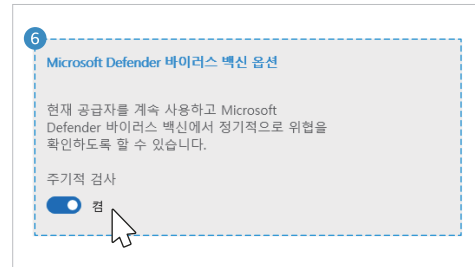 6
Microsoft Defender 바이러스 백신 옵션
현재 공급자를 계속 사용하고 Microsoft
Defender 바이러스 백신에서 정기적으로 위협을
확인하도록 할 수 있습니다.
주기적 검사
켬